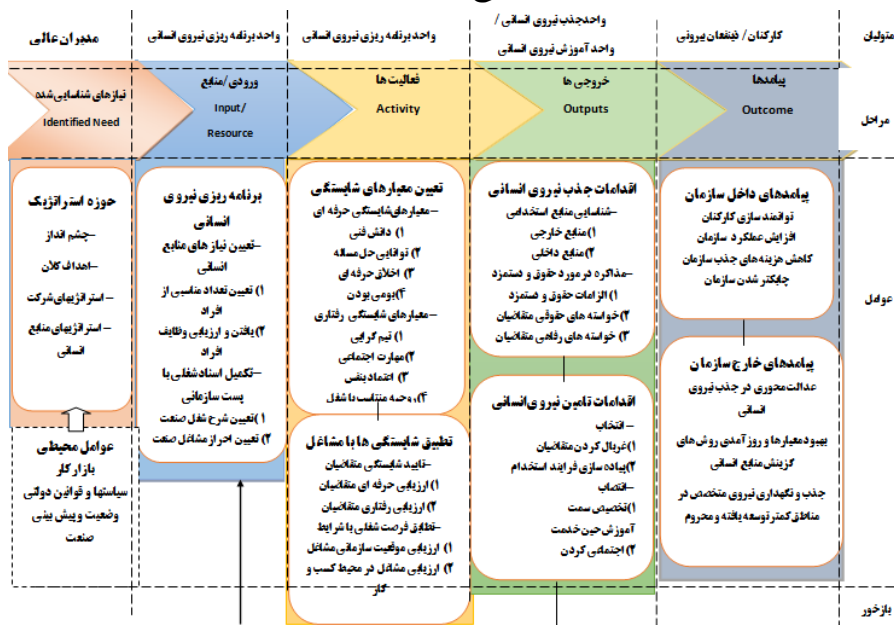 متولیان
مدیران عالی
واحد برنامه ریزی نیروی انسانی
واحد برنامه ریزی نیروی انسانی
واحد جذب نیروی انسانی /
واحد آموزش نیروی انسانی
کارکنان / ذینفعان بیرونی
مراحل
نیازهای شناسایی شده
Identified Need
ورودی/منابع
Input/
Resource
فعالیت ها
Activity
خروجی ها
Outputs
پیامدها
Outcome
عوامل
حوزه استراتژیک
–چشم انداز
–اهداف کلان
–استراتژیهای شرکت
–استراتژیهای منابع
انسانی
عوامل محیطی
بازار کار
سیاستها و قوانین دولتی
وضعیت و پیش بینی
صنعت
برنامه ریزی نیروی
انسانی
–تعیین نیاز های منابع
انسانی
۱) تعیین تعداد مناسبی از
افراد
۲) یافتن و ارزیابی وظایف
افراد
–تکمیل اسناد شغلی با
پست سازمانی
۱) تعیین شرح شغل صنعت
۲) تعیین احراز مشاغل صنعت
تعیین معیارهای شایستگی
–معیارهای شایستگی حرفه ای
۱) دانش فنی
۲) توانایی حل مساله
۳) اخلاق حرفه ای
۴) بومی بودن
–معیارهای شایستگی رفتاری
۱) تیم گرایی
۲) مهارت اجتماعی
۳) اعتماد بنفس
۴) روحیه متناسب با شغل
تطبیق شایستگی ها با مشاغل
–تایید شایستگی متقاضیان
۱) ارزیابی حرفه ای متقاضیان
۲) ارزیابی رفتاری متقاضیان
–تطابق فرصت شغلی با شرایط
۱) ارزیابی موقعیت سازمانی مشاغل
۲) ارزیابی مشاغل در محیط کسب و
کار
اقدامات جذب نیروی انسانی
–شناسایی منابع استخدامی
۱) منابع خارجی
۲) منابع داخلی
–مذاکره در مورد حقوق و دستمزد
۱) الزامات حقوق و دستمزد
۲) خواسته های حقوقی متقاضیان
۳) خواسته های رفاهی متقاضیان
اقدامات تامین نیروی انسانی
–انتخاب
۱) غربال کردن متقاضیان
۲) پیاده سازی فرایند استخدام
–انتصاب
۱) تخصیص سمت
آموزش حین خدمت
۲) اجتماعی کردن
پیامدهای داخل سازمان
توانمند سازی کارکنان
افزایش عملکرد سازمان
کاهش هزینه های جذب سازمان
چابکتر شدن سازمان
پیامدهای خارج سازمان
عدالت محوری در جذب نیروی
انسانی
بهبود معیارها و روز آمدی روش های
گزینش منابع انسانی
جذب و نگهداری نیروی متخصص در
مناطق کمتر توسعه یافته و محروم
بازخور